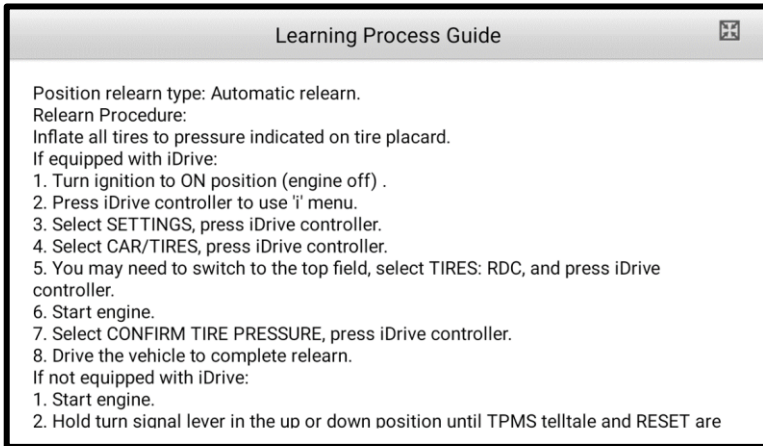 Learning Process Guide
Position relearn type: Automatic relearn.
Relearn Procedure:
Inflate all tires to pressure indicated on tire placard.
If equipped with iDrive:
1. Turn ignition to ON position (engine off) .
2. Press iDrive controller to use 'i' menu.
3. Select SETTINGS, press iDrive controller.
4. Select CAR/TIRES, press iDrive controller.
5. You may need to switch to the top field, select TIRES: RDC, and press iDrive
controller.
6. Start engine.
7. Select CONFIRM TIRE PRESSURE, press iDrive controller.
8. Drive the vehicle to complete relearn.
If not equipped with iDrive:
1. Start engine.
2. Hold turn signal lever in the up or down position until TPMS telltale and RESET are